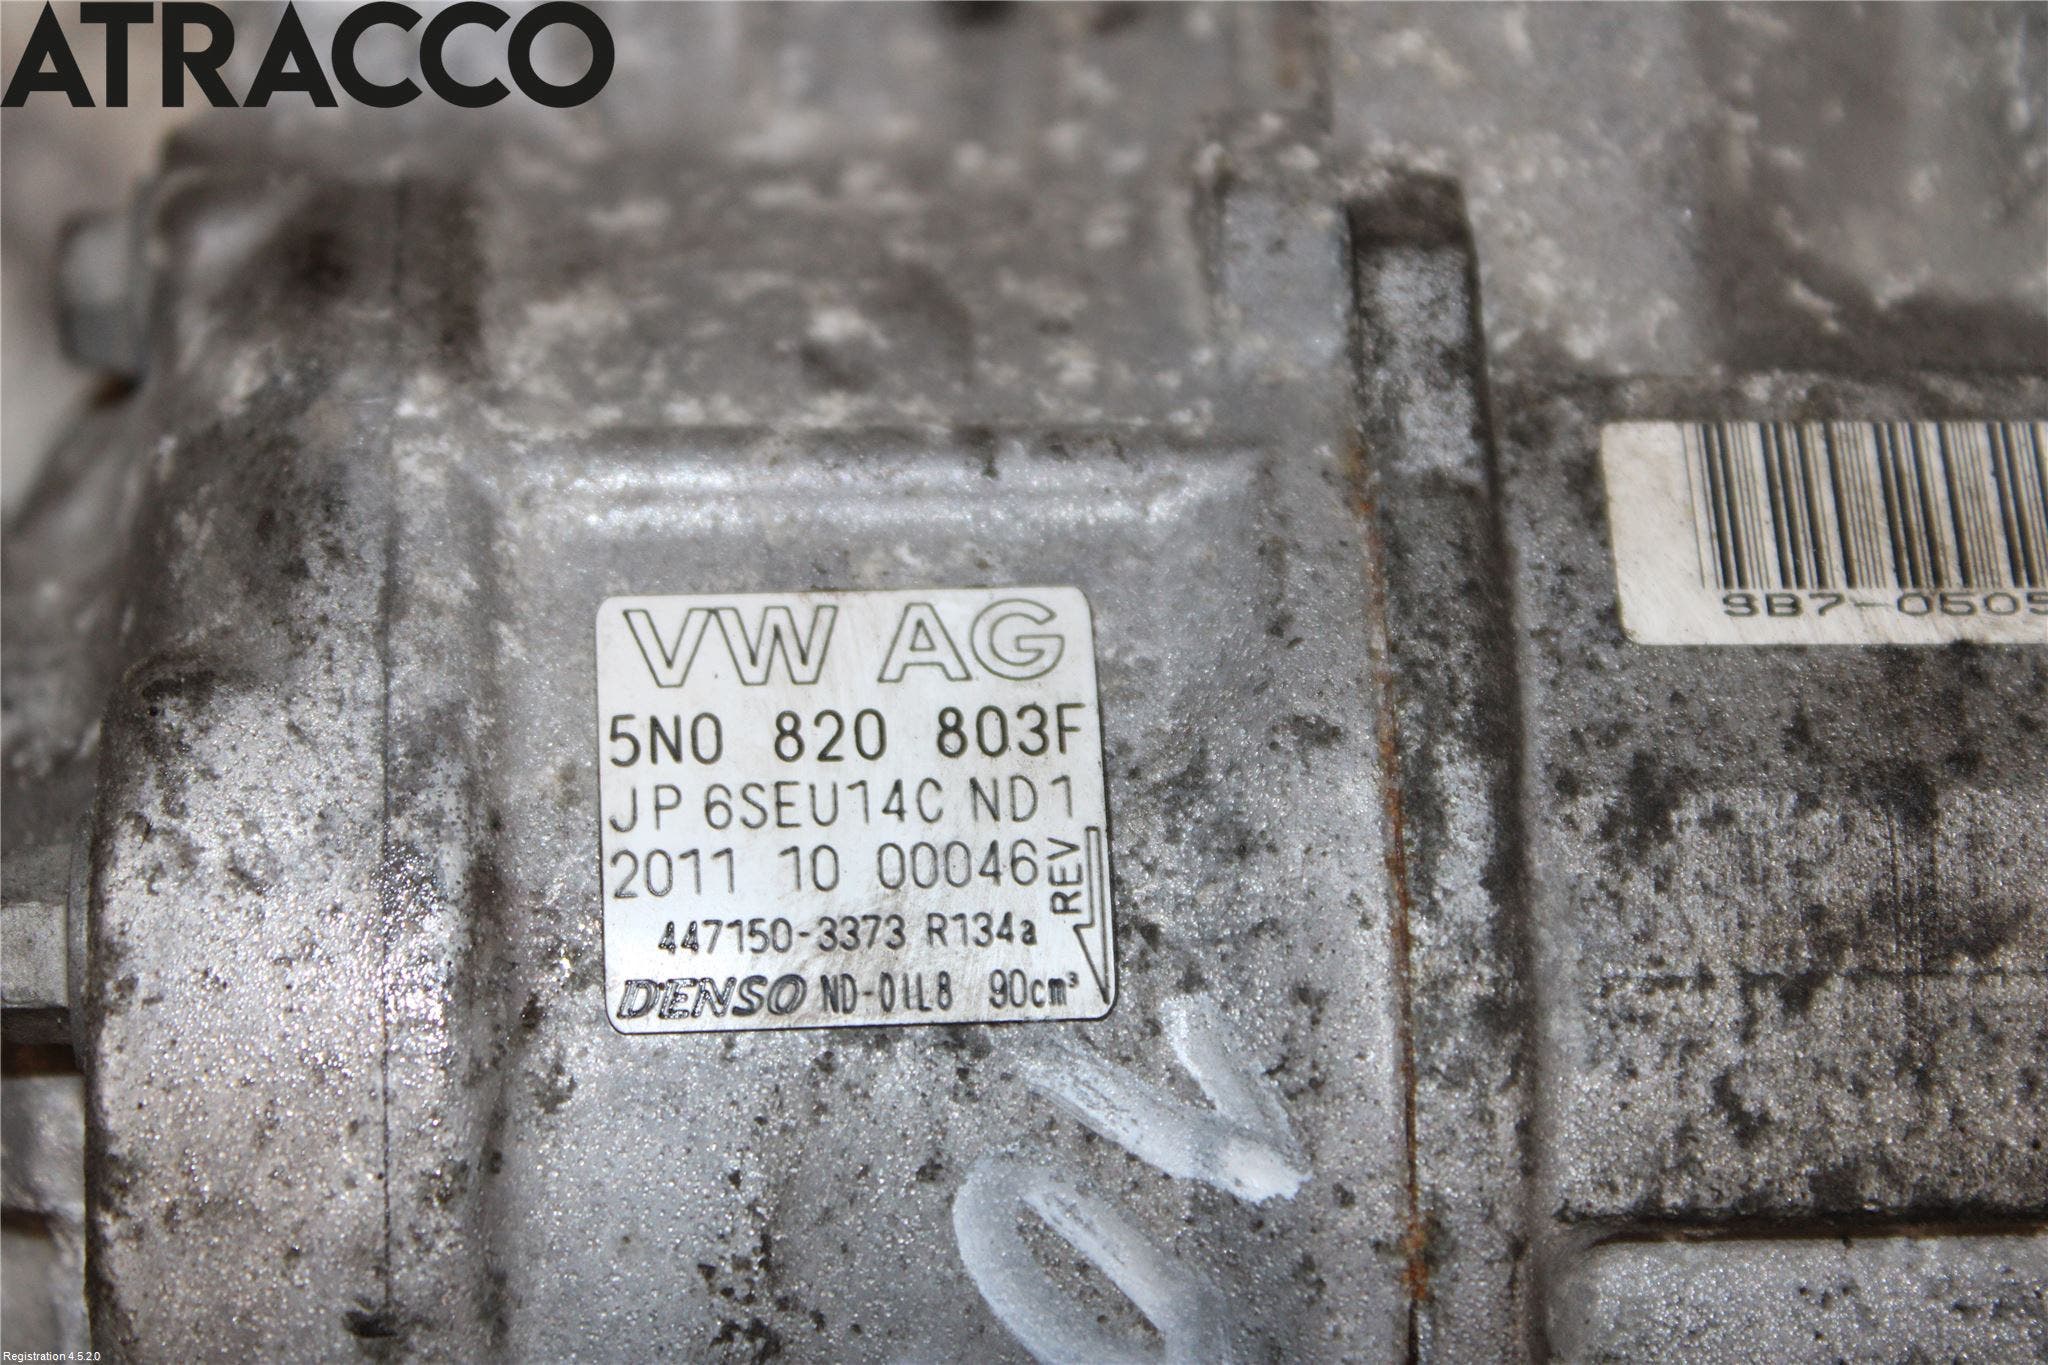 ATRACCO
VW AG
5N0 820 803F
JP 6SEU14C ND1
2011 10 00046
REV
447150-3373 R134a
DENSO ND-OIL8 90cm³
SB7-0505
Registration 4.5.2.0